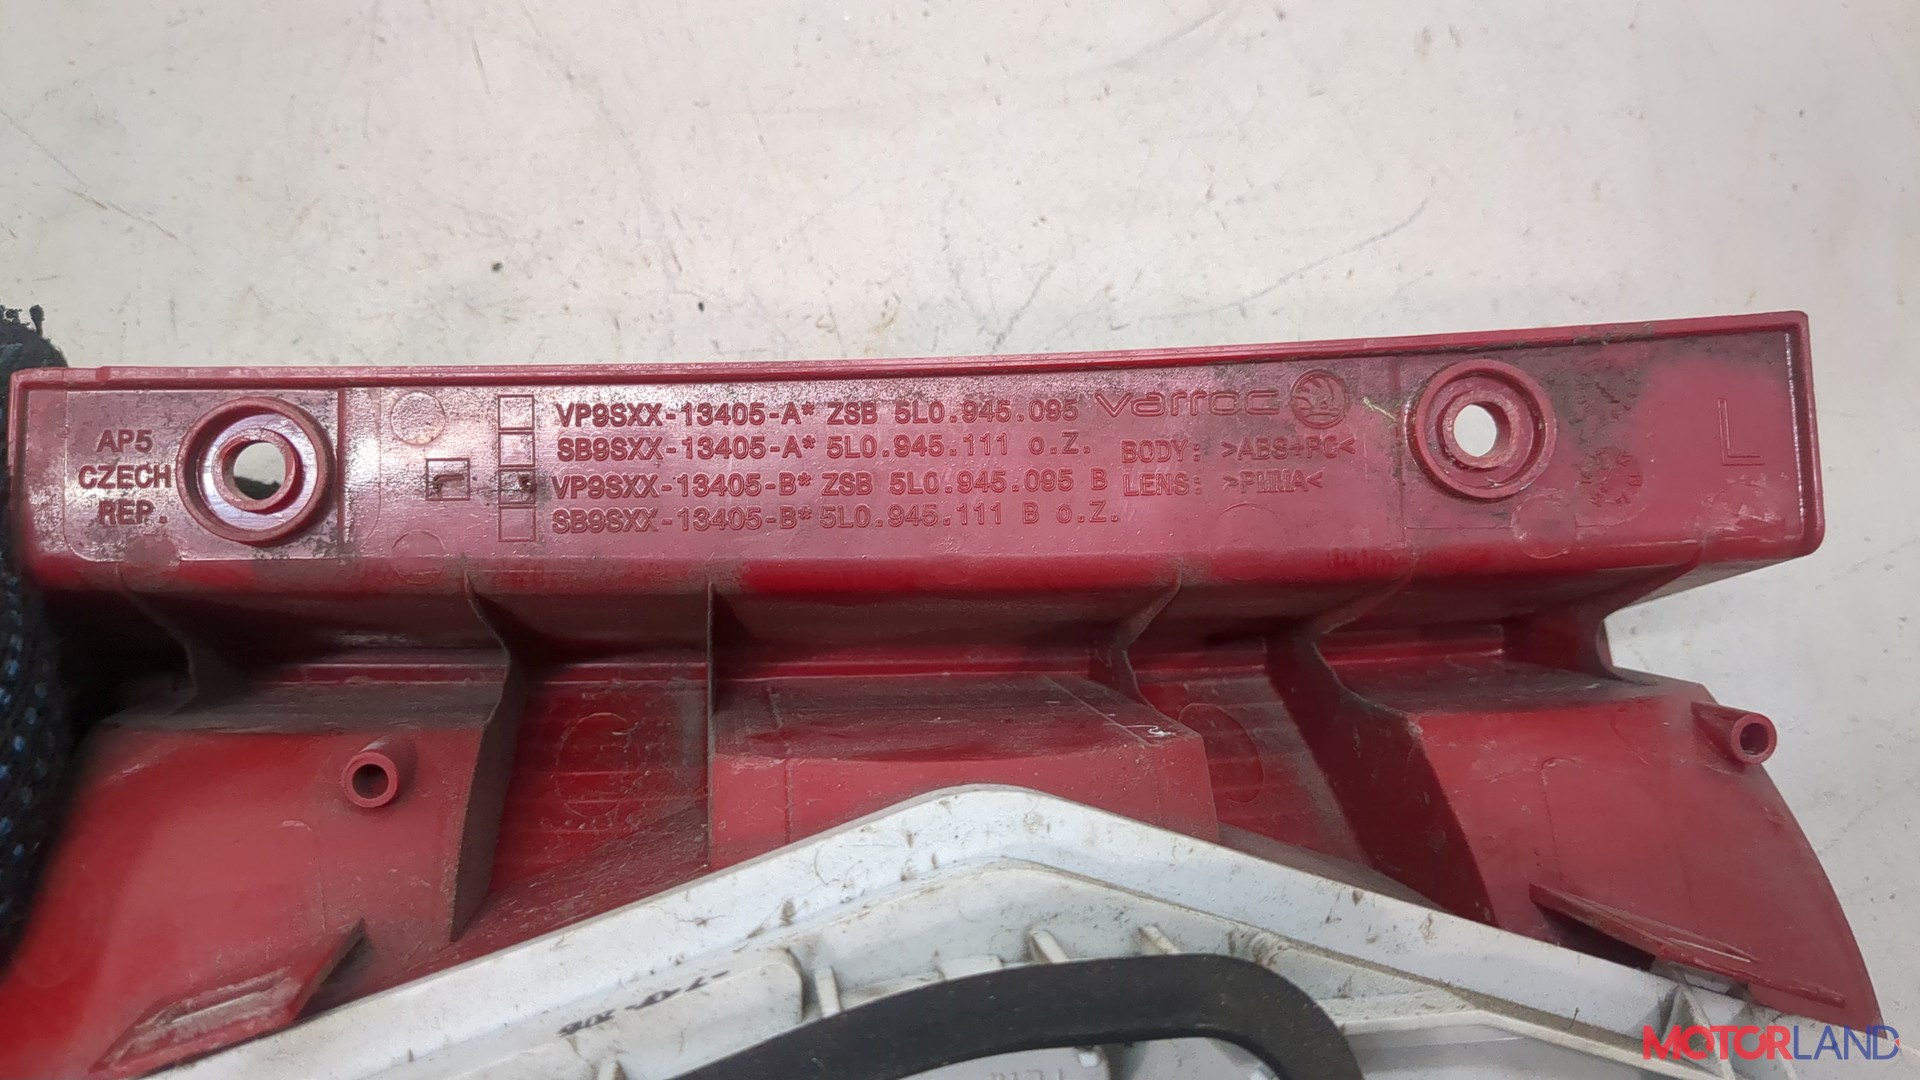 AP5
CZECH
REP.
VP9SXX-13405-A* ZSB 5L0.945.095
SB9SXX-13405-A* 5L0.945.111 o.Z.
VP9SXX-13405-B* ZSB 5L0.945.095 B
SB9SXX-13405-B* 5L0.945.111 B o.Z.
varroc
BODY: >ABS+PC<
LENS: >PMMA<
L
MOTORLAND